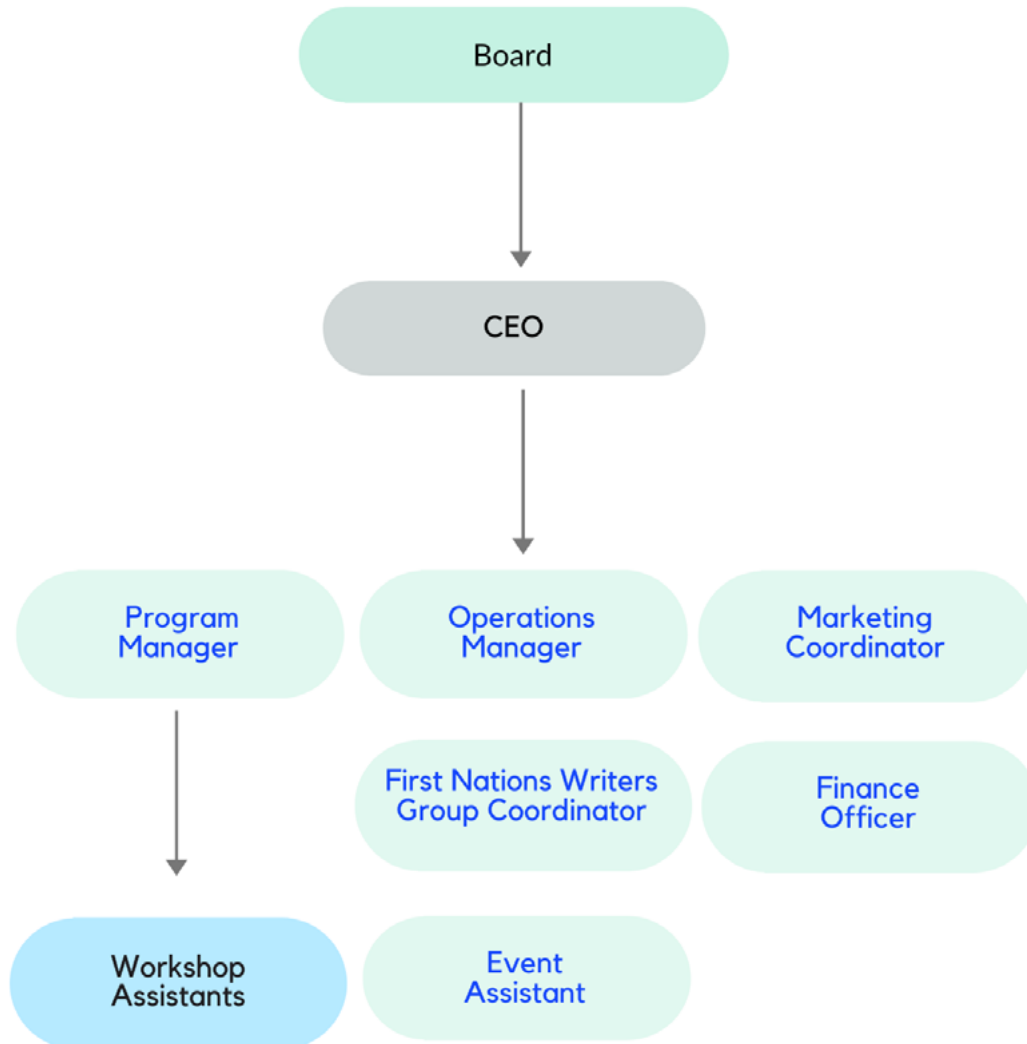 Board
CEO
Program
Manager
Operations
Manager
Marketing
Coordinator
First Nations Writers
Group Coordinator
Finance
Officer
Workshop
Assistants
Event
Assistant